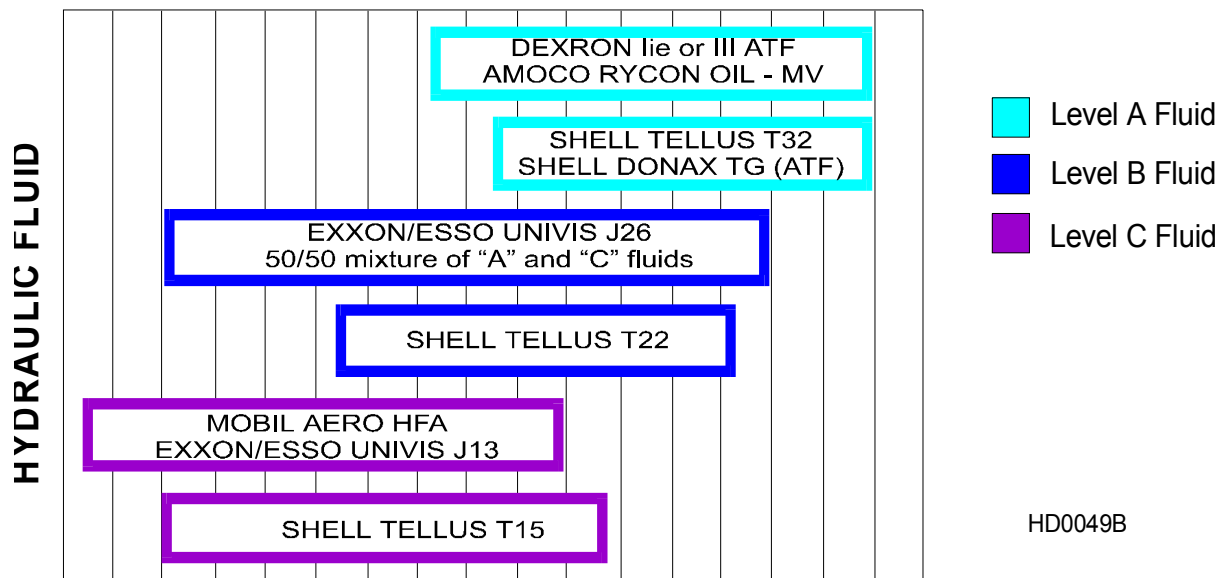 HYDRAULIC FLUID
DEXRON Iie or III ATF
AMOCO RYCON OIL - MV
SHELL TELLUS T32
SHELL DONAX TG (ATF)
EXXON/ESSO UNIVIS J26
50/50 mixture of “A” and “C” fluids
SHELL TELLUS T22
MOBIL AERO HFA
EXXON/ESSO UNIVIS J13
SHELL TELLUS T15
Level A Fluid
Level B Fluid
Level C Fluid
HD0049B